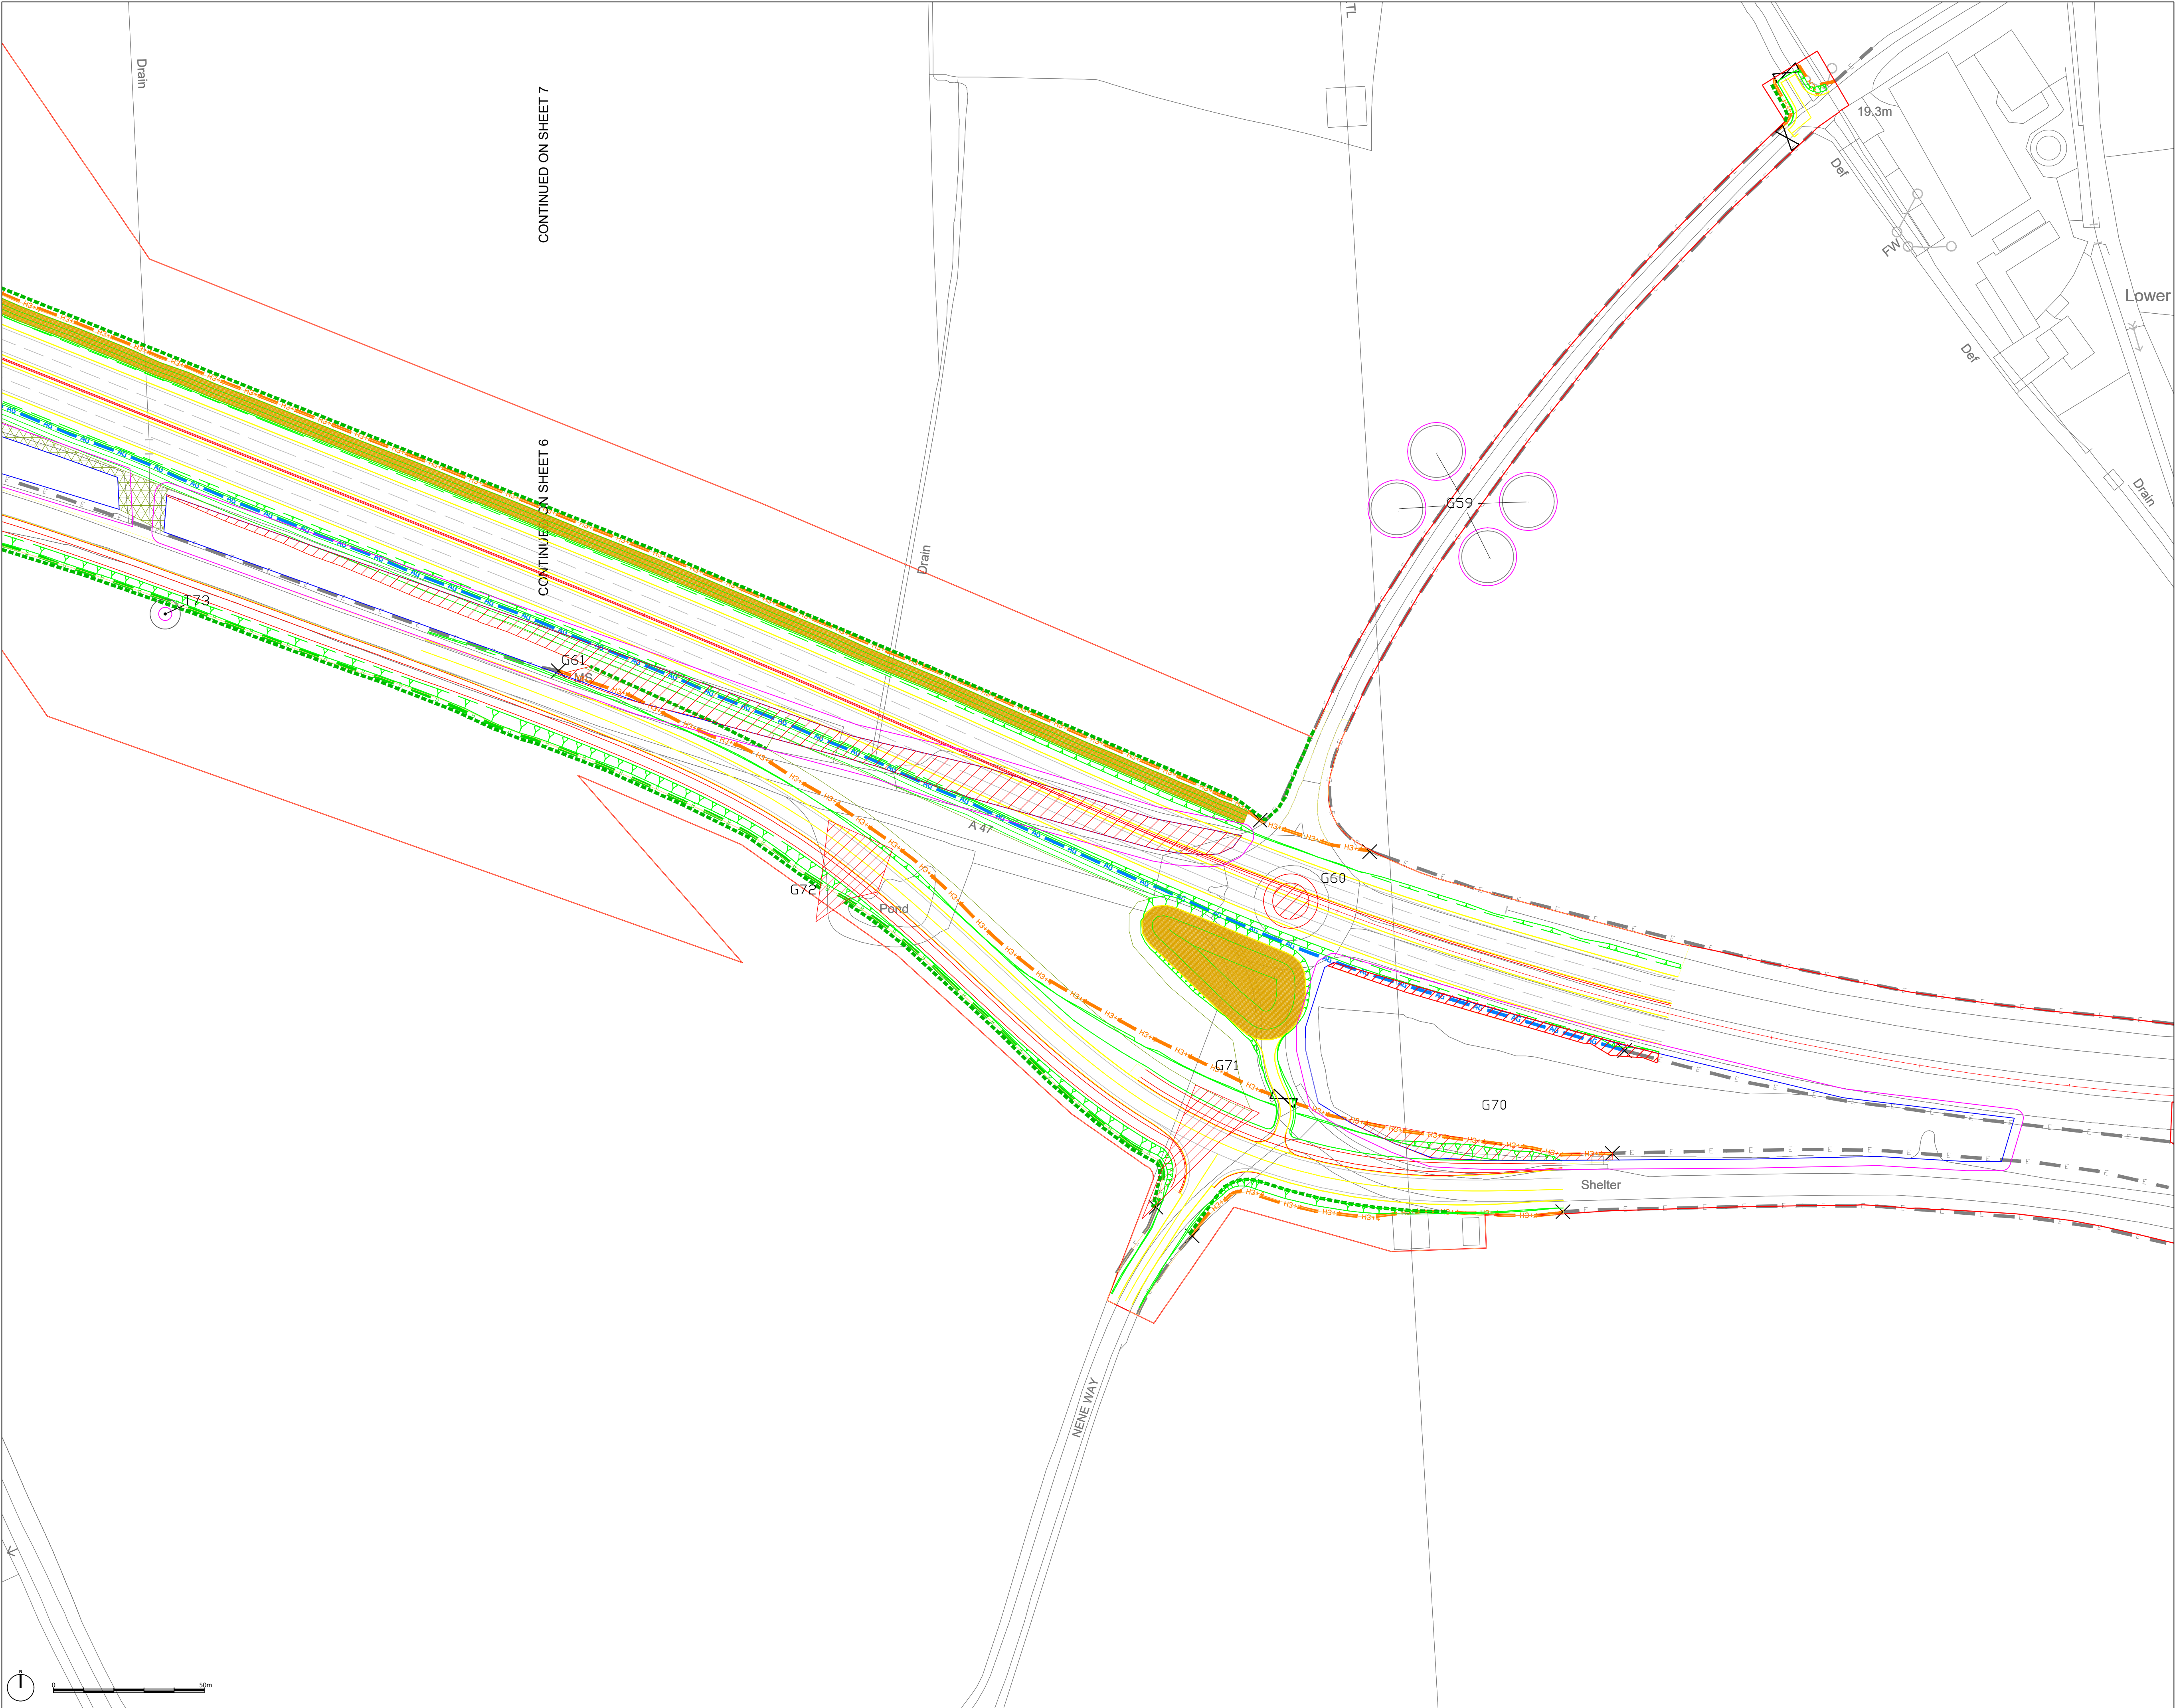 TL
Drain
CONTINUED ON SHEET 7
19.3m
Def
FW
Lower
Def
CONTINUED ON SHEET 6
Drain
G59
Drain
T73
G61
MS
A 47
G60
G72
Pond
G71
G70
Shelter
NENE WAY
N
0
50m